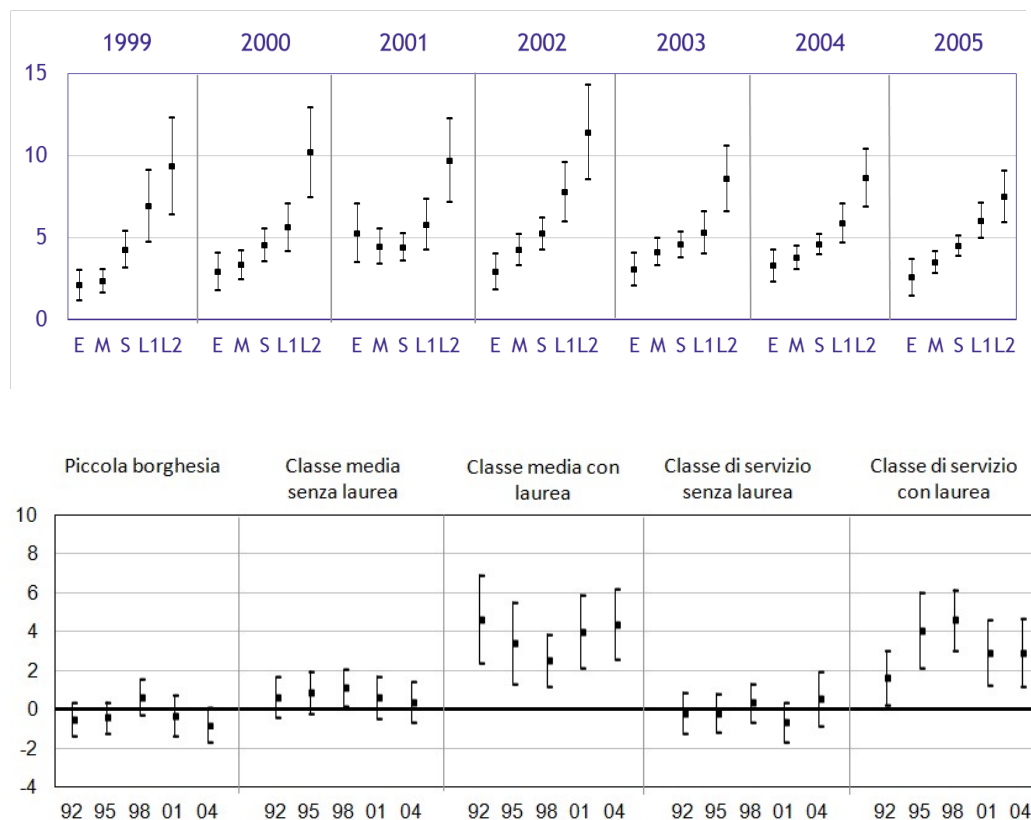 1999 2000 2001 2002 2003 2004 2005
15
10
5
0
E M S L1L2 E M S L1L2 E M S L1L2 E M S L1L2 E M S L1L2 E M S L1L2 E M S L1L2
Piccola borghesia Classe media Classe media con Classe di servizio Classe di servizio
senza laurea laurea senza laurea con laurea
10
8
6
4
2
0
-2
-4
92 95 98 01 04 92 95 98 01 04 92 95 98 01 04 92 95 98 01 04 92 95 98 01 04